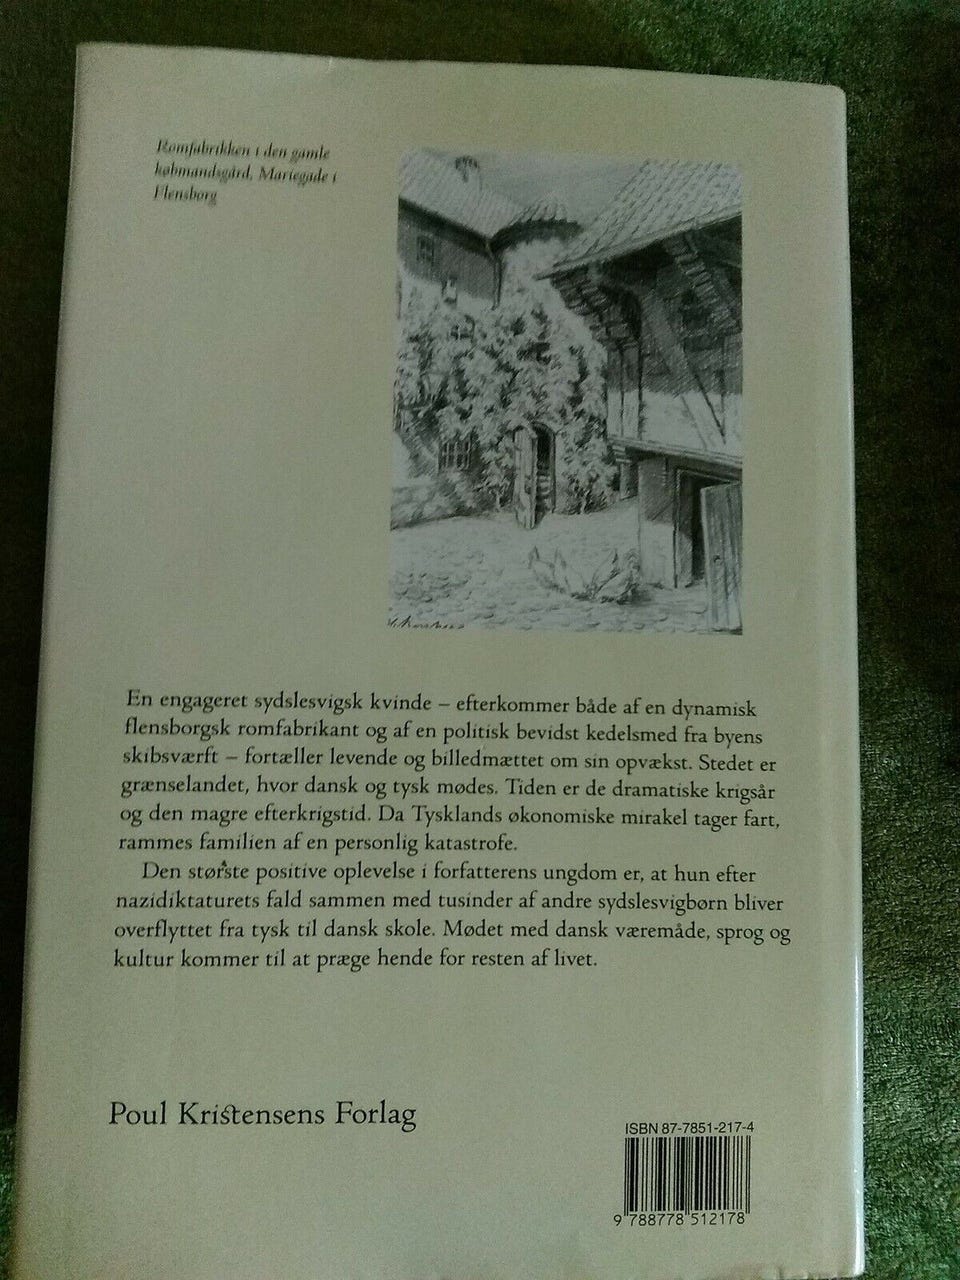 Romfabrikken i den gamle
købmandsgård, Mariegade i
Flensborg
En engageret sydslesvigsk kvinde – efterkommer både af en dynamisk
flensborgsk romfabrikant og af en politisk bevidst kedelsmed fra byens
skibsværft – fortæller levende og billedmættet om sin opvækst. Stedet er
grænselandet, hvor dansk og tysk mødes. Tiden er de dramatiske krigsår
og den magre efterkrigstid. Da Tysklands økonomiske mirakel tager fart,
rammes familien af en personlig katastrofe.
Den største positive oplevelse i forfatterens ungdom er, at hun efter
nazidiktaturets fald sammen med tusinder af andre sydslesvigbørn bliver
overflyttet fra tysk til dansk skole. Mødet med dansk væremåde, sprog og
kultur kommer til at præge hende for resten af livet.
Poul Kristensens Forlag
ISBN 87-7851-217-4
9 788778 512178